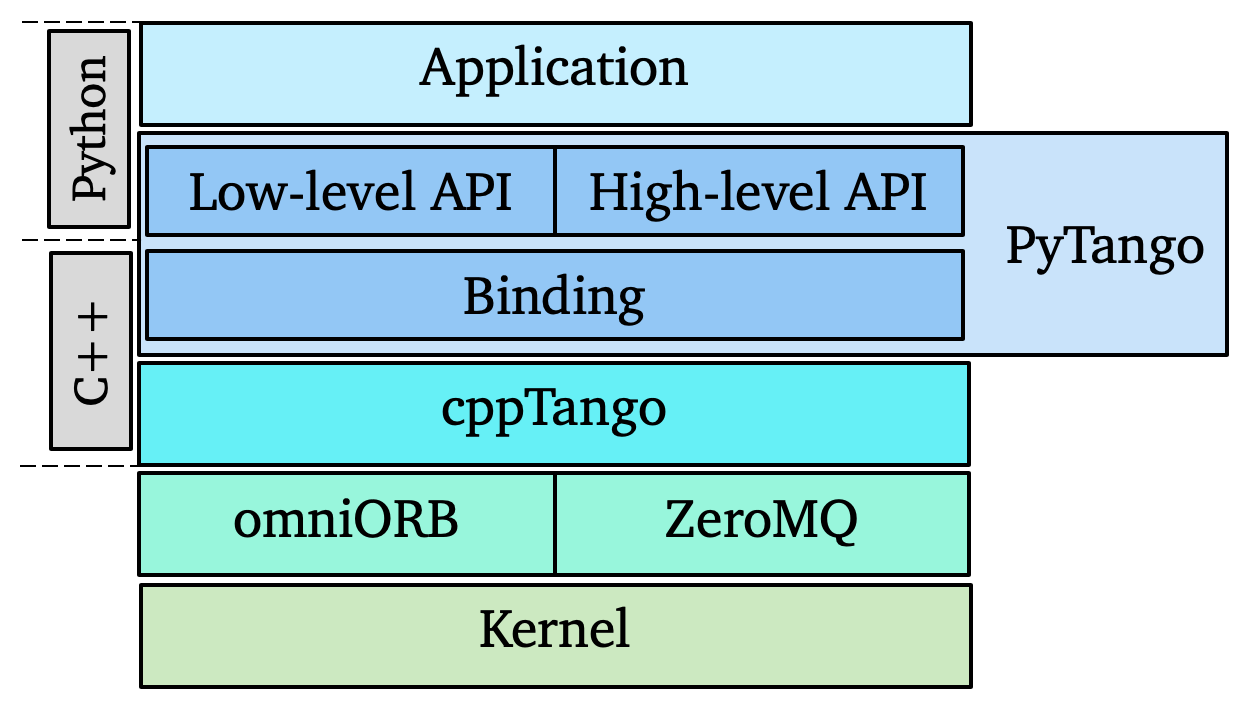 Python
Application
Low-level API
High-level API
PyTango
Binding
C++
cppTango
omniORB
ZeroMQ
Kernel